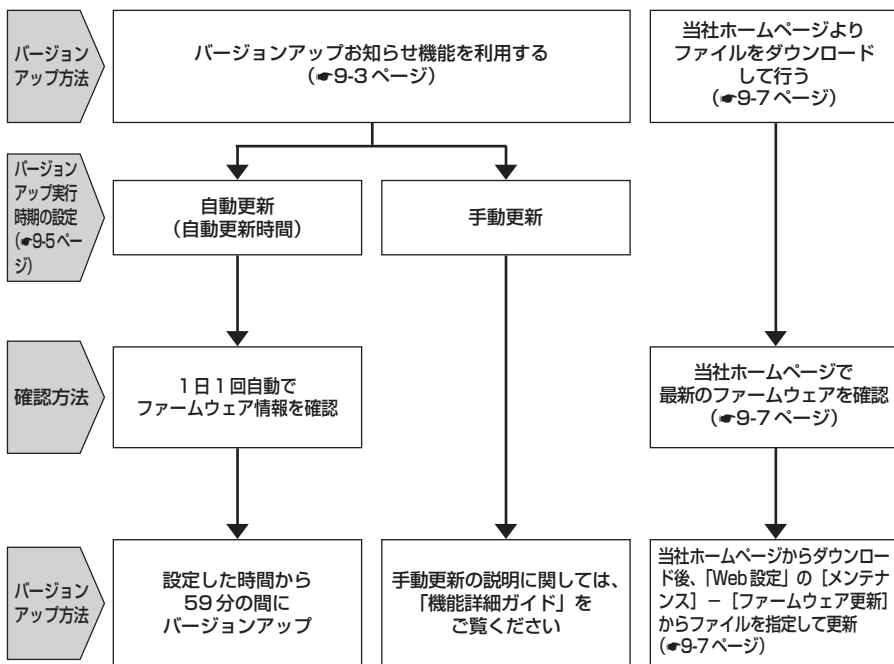 バージョン
アップ方法
バージョンアップお知らせ機能を利用する
(☛9-3ページ)
当社ホームページより
ファイルをダウンロード
して行う
(☛9-7ページ)
バージョン
アップ実行
時期の設定
(☛9-5ペー
ジ)
自動更新
(自動更新時間)
手動更新
確認方法
1日1回自動で
ファームウェア情報を確認
当社ホームページで
最新のファームウェアを確認
(☛9-7ページ)
バージョン
アップ方法
設定した時間から
59分の間に
バージョンアップ
手動更新の説明に関しては、
「機能詳細ガイド」を
ご覧ください
当社ホームページからダウンロー
ド後、「Web設定」の[メンテナ
ンス]-[ファームウェア更新]
からファイルを指定して更新
(☛9-7ページ)